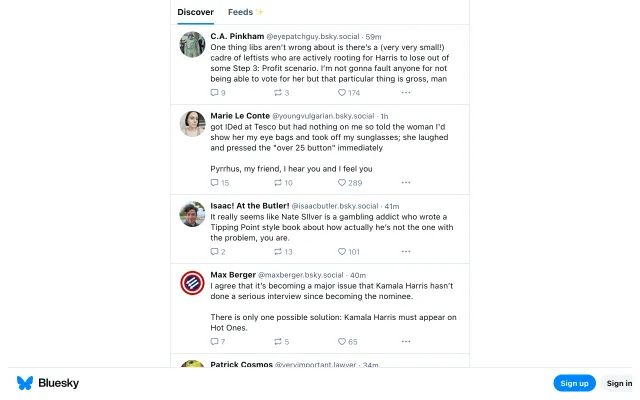 Discover Feeds ✨
C.A. Pinkham @eyepatchguy.bsky.social · 59m
One thing libs aren't wrong about is there's a (very very small!)
cadre of leftists who are actively rooting for Harris to lose out of
some Step 3: Profit scenario. I'm not gonna fault anyone for not
being able to vote for her but that particular thing is gross, man
9 3 174 ...
Marie Le Conte @youngvulgarian.bsky.social · 1h
got IDed at Tesco but had nothing on me so told the woman I'd
show her my eye bags and took off my sunglasses; she laughed
and pressed the "over 25 button" immediately
Pyrrhus, my friend, I hear you and I feel you
15 10 289 ...
Isaac! At the Butler! @isaacbutler.bsky.social · 41m
It really seems like Nate SIlver is a gambling addict who wrote a
Tipping Point style book about how actually he's not the one with
the problem, you are.
2 13 101 ...
Max Berger @maxberger.bsky.social · 40m
I agree that it's becoming a major issue that Kamala Harris hasn't
done a serious interview since becoming the nominee.
There is only one possible solution: Kamala Harris must appear on
Hot Ones.
7 5 65 ...
Patrick Cosmos @veryimportant.lawyer · 34m
Bluesky Sign up Sign in